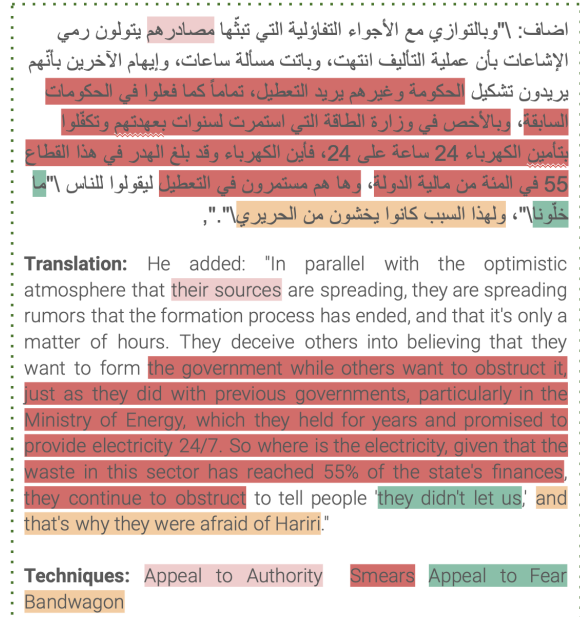 اضاف: \"وبالتوازي مع الأجواء التفاؤلية التي تبثّها مصادرهم يتولون رمي
الإشاعات بأن عملية التأليف انتهت، وباتت مسألة ساعات، وإيهام الآخرين بأنّهم
يريدون تشكيل الحكومة وغيرهم يريد التعطيل، تماماً كما فعلوا في الحكومات
السابقة، وبالأخص في وزارة الطاقة التي استمرت لسنوات بعهدتهم وتكفّلوا
بتأمين الكهرباء 24 ساعة على 24، فأين الكهرباء وقد بلغ الهدر في هذا القطاع
55 في المئة من مالية الدولة، وها هم مستمرون في التعطيل ليقولوا للناس \"ما
خلّونا\"، ولهذا السبب كانوا يخشون من الحريري\".",
Translation: He added: "In parallel with the optimistic
atmosphere that their sources are spreading, they are spreading
rumors that the formation process has ended, and that it's only a
matter of hours. They deceive others into believing that they
want to form the government while others want to obstruct it,
just as they did with previous governments, particularly in the
Ministry of Energy, which they held for years and promised to
provide electricity 24/7. So where is the electricity, given that the
waste in this sector has reached 55% of the state's finances,
they continue to obstruct to tell people 'they didn't let us,' and
that's why they were afraid of Hariri."
Techniques: Appeal to Authority Smears Appeal to Fear
Bandwagon